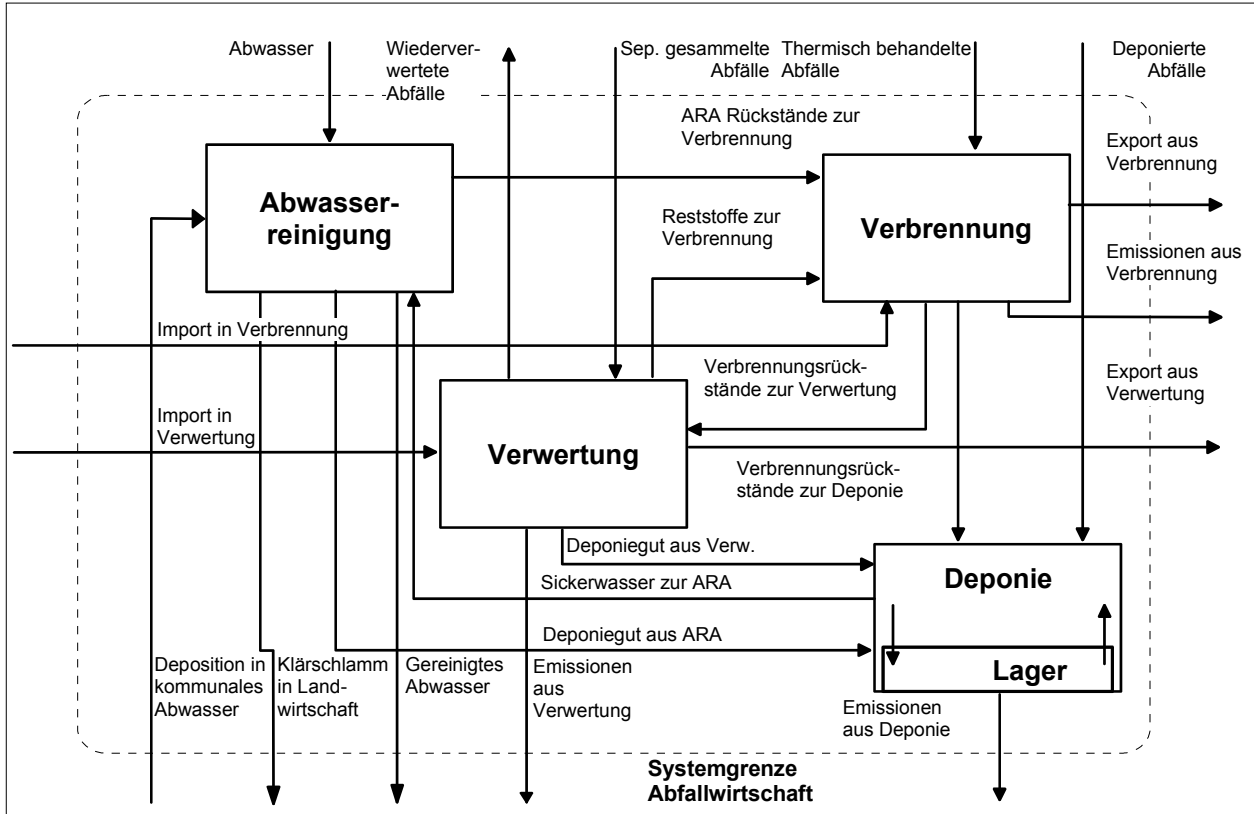 Abwasser
Wiederver-
wertete
Abfälle
Sep. gesammelte
Abfälle
Thermisch behandelte
Abfälle
Deponierte
Abfälle
ARA Rückstände zur
Verbrennung
Export aus
Verbrennung
Abwasser-
reinigung
Reststoffe zur
Verbrennung
Verbrennung
Emissionen aus
Verbrennung
Import in Verbrennung
Verbrennungsrück-
stände zur Verwertung
Export aus
Verwertung
Import in
Verwertung
Verwertung
Verbrennungsrück-
stände zur Deponie
Deponiegut aus Verw.
Deponie
Sickerwasser zur ARA
Deponiegut aus ARA
Deposition in
kommunales
Abwasser
Klärschlamm
in Land-
wirtschaft
Gereinigtes
Abwasser
Emissionen
aus
Verwertung
Lager
Emissionen
aus Deponie
Systemgrenze
Abfallwirtschaft